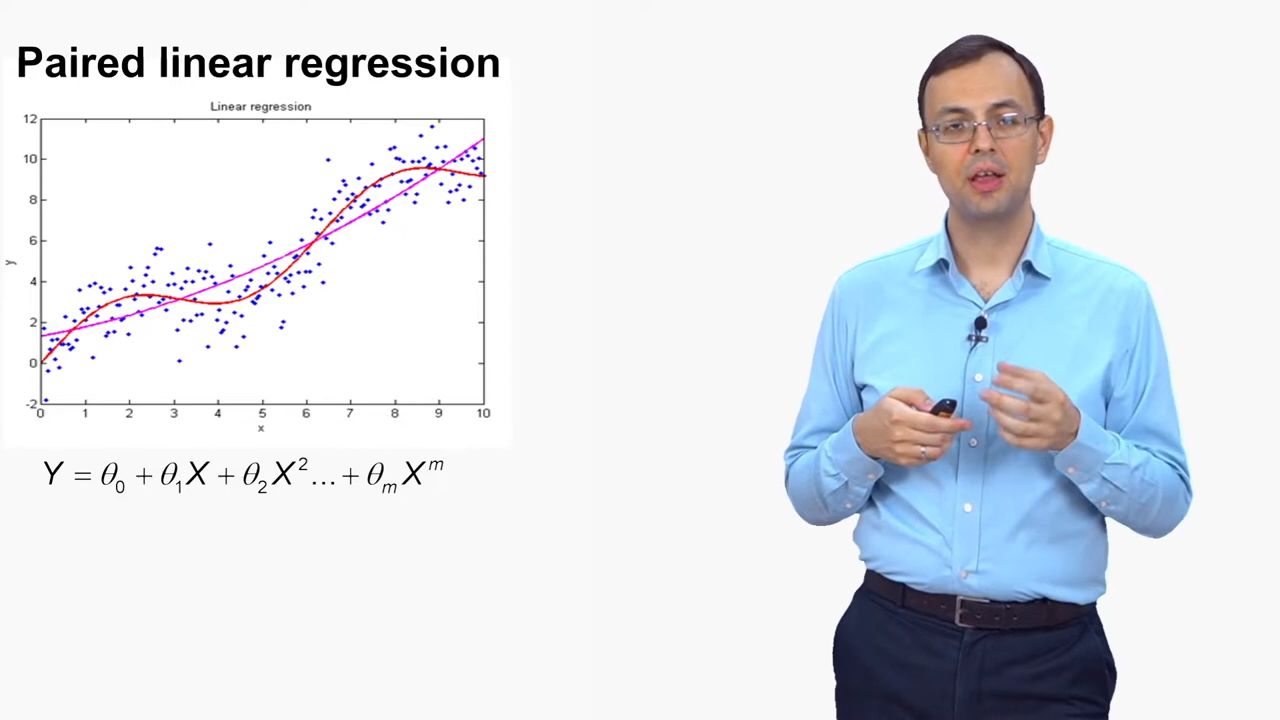 Paired linear regression
Linear regression
12
10
8
6
4
2
0
-2
y
0 1 2 3 4 5 6 7 8 9 10
x
Y = θ₀ + θ₁X + θ₂X² ... + θₘXᵐ